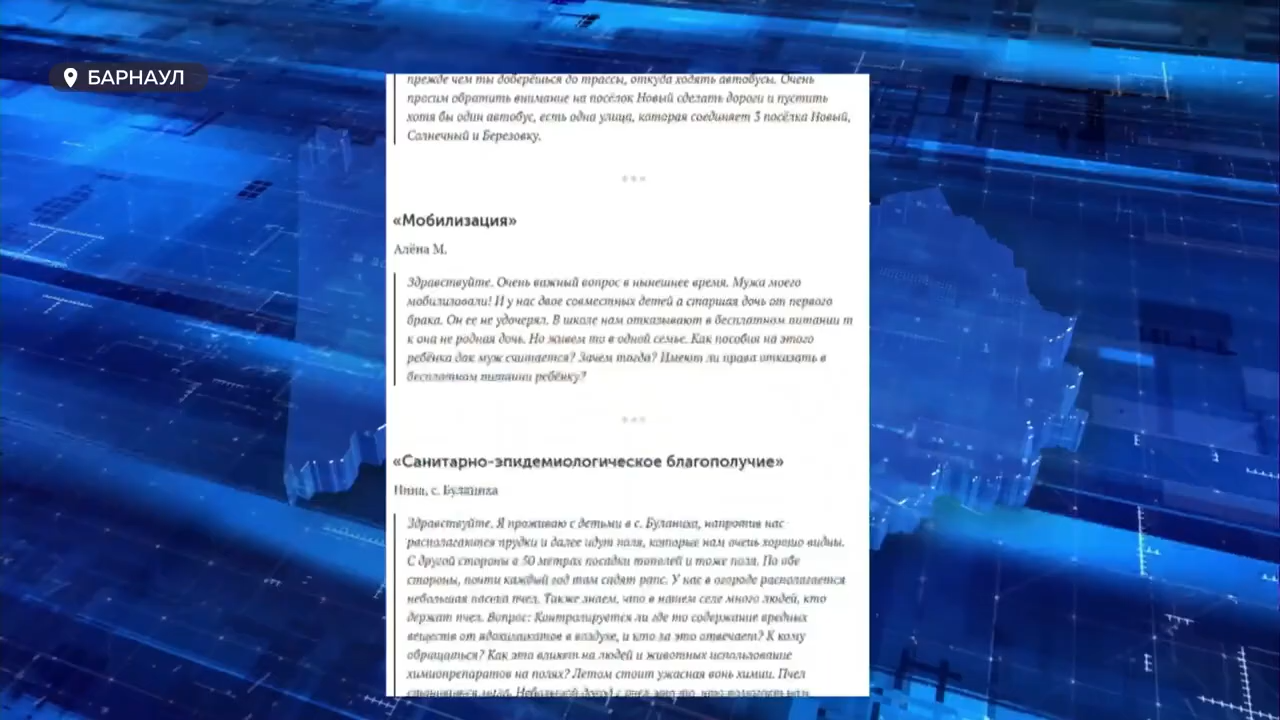 БАРНАУЛ
прежде чем ты доберёшься до трассы, откуда ходять автобусы. Очень
просим обратить внимание на посёлок Новый сделать дороги и пустить
хотя бы один автобус, есть одна улица, которая соединяет 3 посёлка Новый,
Солнечный и Березовку.
«Мобилизация»
Алёна М.
Здравствуйте. Очень важный вопрос в нынешнее время. Мужа моего
мобилизовали! И у нас двое совместных детей а старшая дочь от первого
брака. Он ее не удочерял. В школе нам отказывают в бесплатном питании т
к она не родная дочь. Но живем то в одной семье. Как пособия на этого
ребёнка дак муж считается? Зачем тогда? Имеют ли права отказать в
бесплатном питании ребёнку?
«Санитарно-эпидемиологическое благополучие»
с. Буланиха
Здравствуйте. Я проживаю с детьми в с. Буланиха, напротив нас
располагаются прудки и далее идут поля, которые нам очень хорошо видны.
С другой стороны в 50 метрах посадки тополей и тоже поля. По обе
стороны, почти каждый год там садят рапс. У нас в огороде располагается
небольшая пасека пчел. Также знаем, что в нашем селе много людей, кто
держат пчел. Вопрос: Контролируется ли где то содержание вредных
веществ от ядохимикатов в воздухе, и кто за это отвечает? К кому
обращаться? Как это влияет на людей и животных использование
химпрепаратов на полях? Летом стоит ужасная вонь химии. Пчел